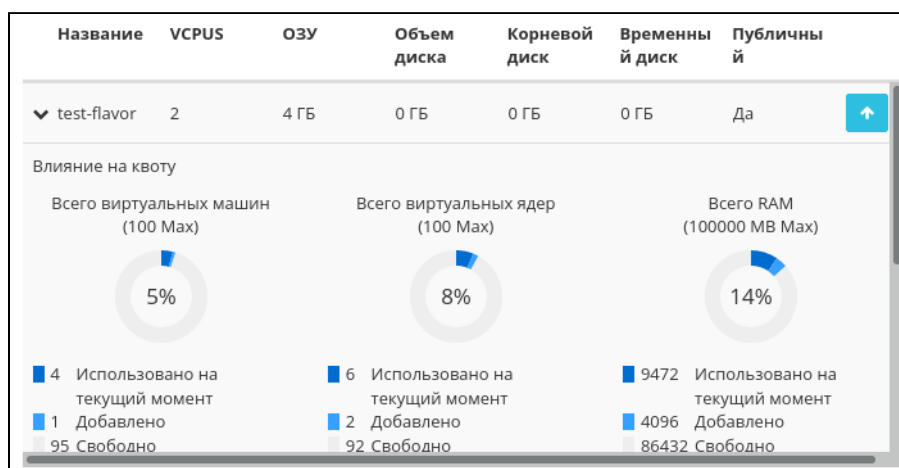 Название VCPUS ОЗУ Объем Корневой Временны Публичны
диска диск й диск й
test-flavor 2 4 ГБ 0 ГБ 0 ГБ 0 ГБ Да
Влияние на квоту
Всего виртуальных машин Всего виртуальных ядер Всего RAM
(100 Max) (100 Max) (100000 MB Max)
5% 8% 14%
4 Использовано на 6 Использовано на 9472 Использовано на
текущий момент текущий момент текущий момент
1 Добавлено 2 Добавлено 4096 Добавлено
95 Свободно 92 Свободно 86432 Свободно